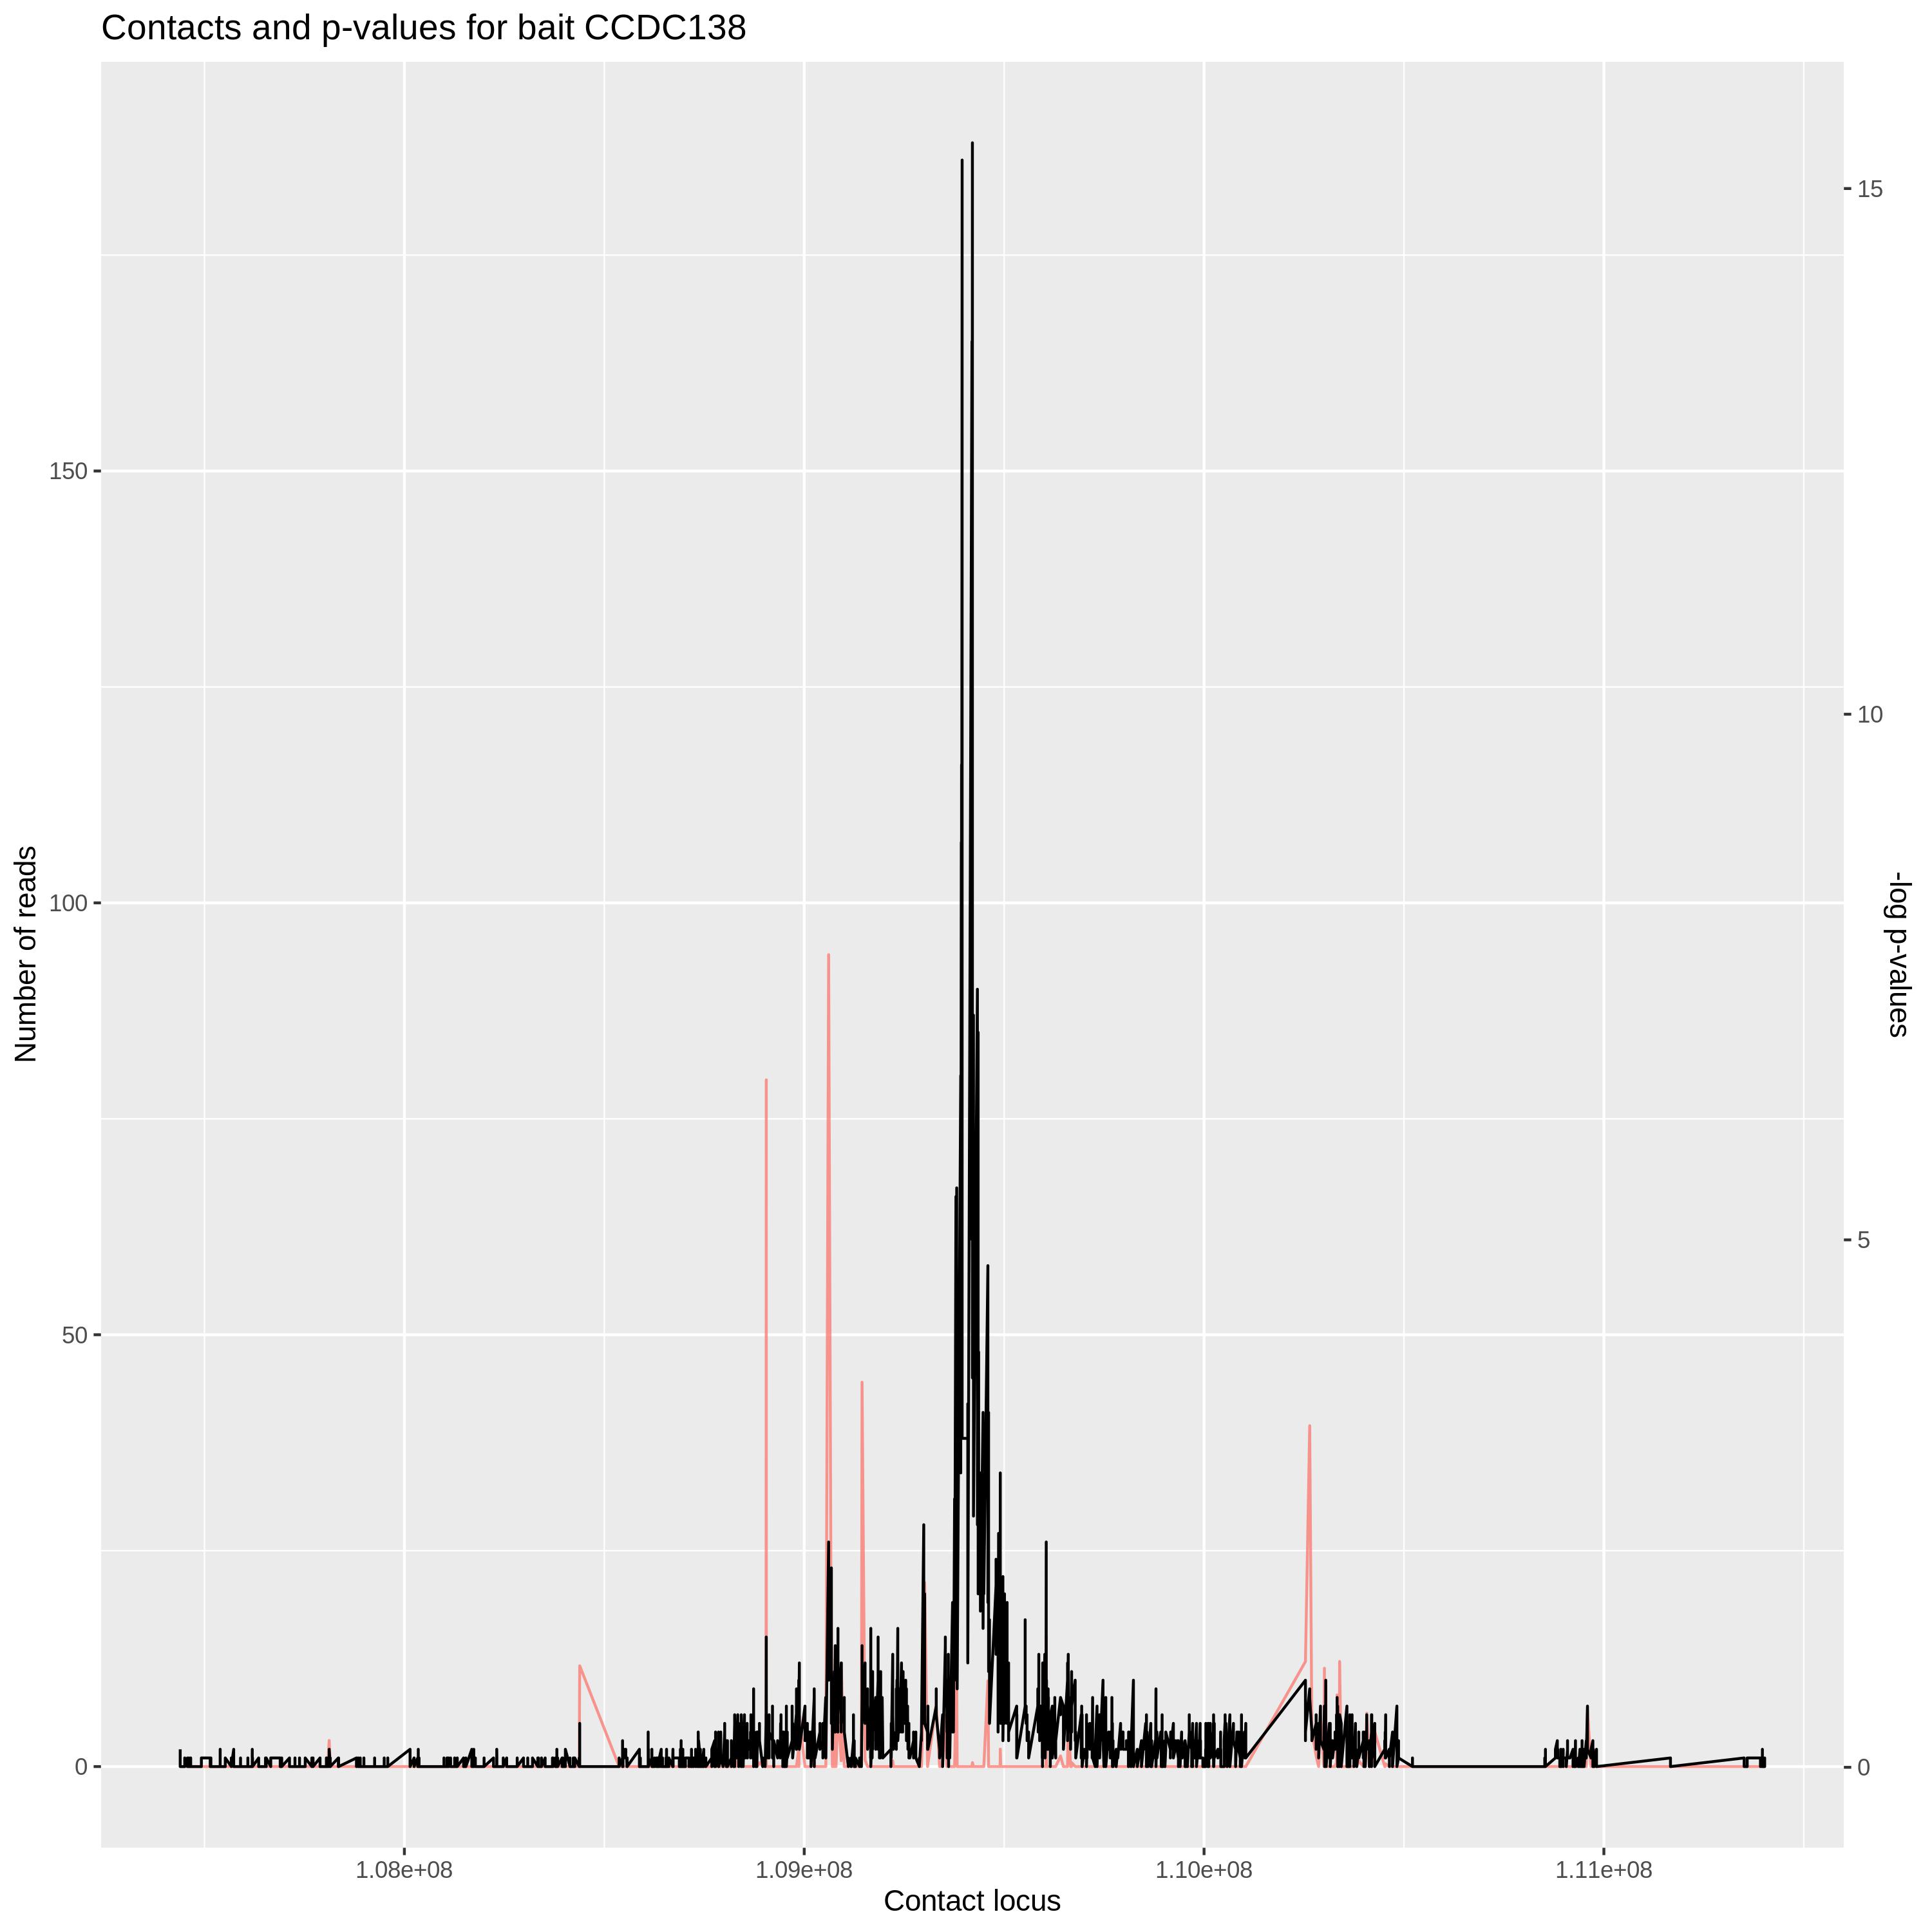 Contacts and p-values for bait CCDC138
150
100
50
0
Number of reads
15
10
5
0
-log p-values
1.08e+08
1.09e+08
1.10e+08
1.11e+08
Contact locus